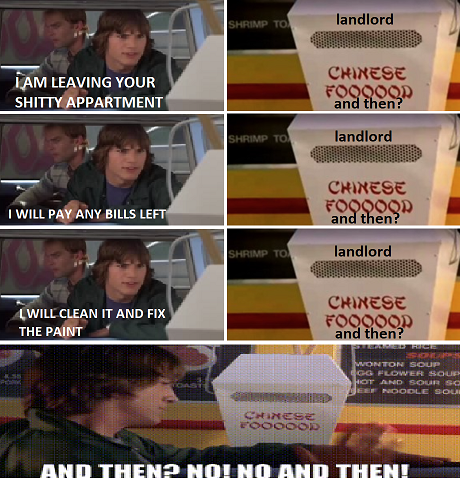 I AM LEAVING YOUR
SHITTY APPARTMENT
SHRIMP TO
landlord
CHINESE
FOOOOOD
and then?
I WILL PAY ANY BILLS LEFT
SHRIMP TO
landlord
CHINESE
FOOOOOD
and then?
I WILL CLEAN IT AND FIX
THE PAINT
SHRIMP TO
landlord
CHINESE
FOOOOOD
and then?
STEAMED RICE
SOUPS
WONTON SOUP
EGG FLOWER SOUP
HOT AND SOUR SO
BEEF NOODLE SOUP
TOAST
CHINESE
FOOOOOD
AND THEN? NO! NO AND THEN!